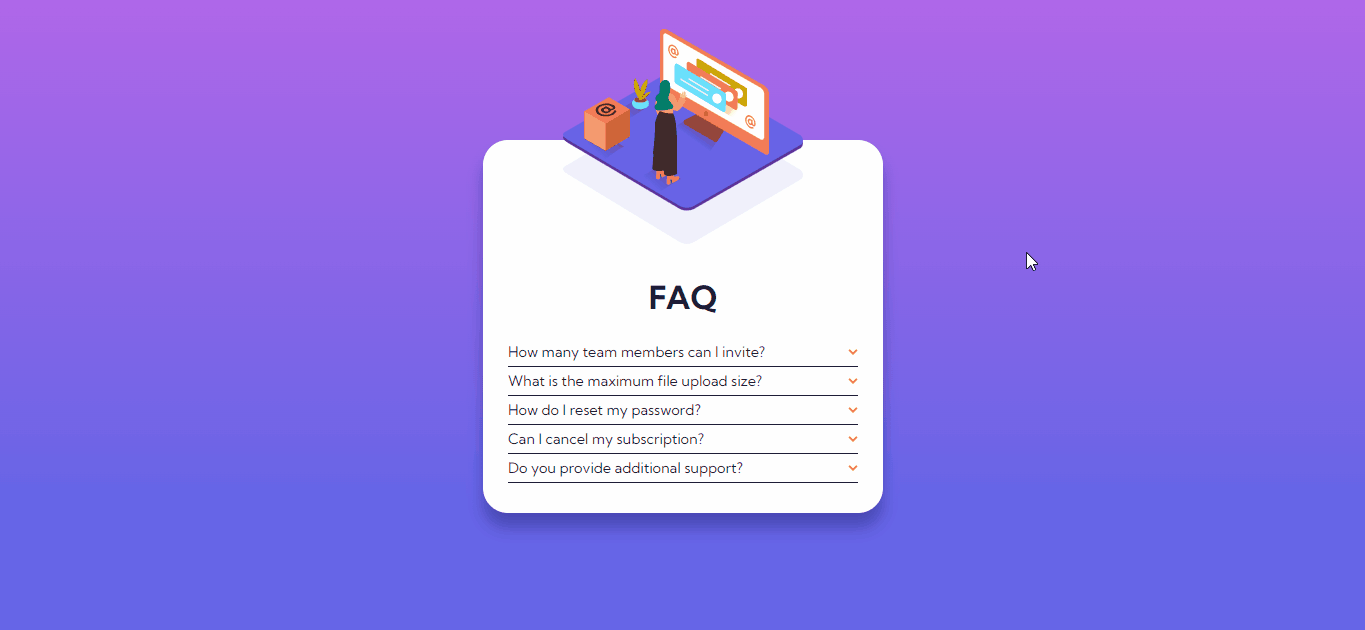 FAQ
How many team members can I invite?
What is the maximum file upload size?
How do I reset my password?
Can I cancel my subscription?
Do you provide additional support?